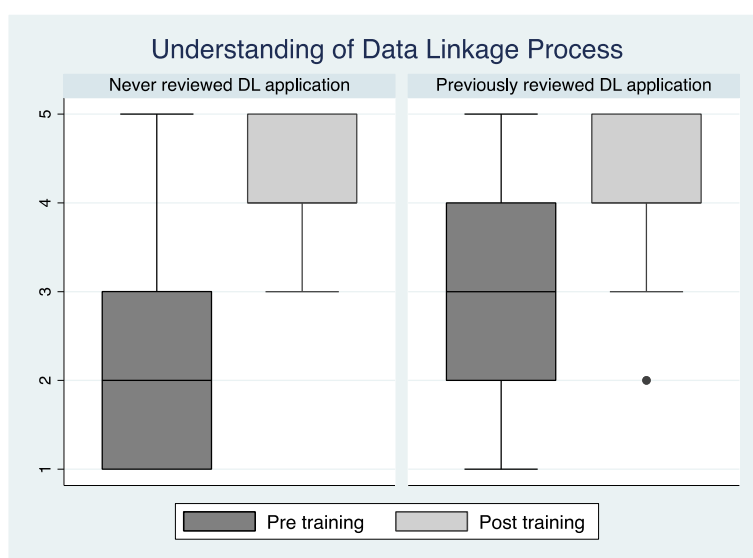 Understanding of Data Linkage Process
Never reviewed DL application
Previously reviewed DL application
5
4
3
2
1
Pre training
Post training